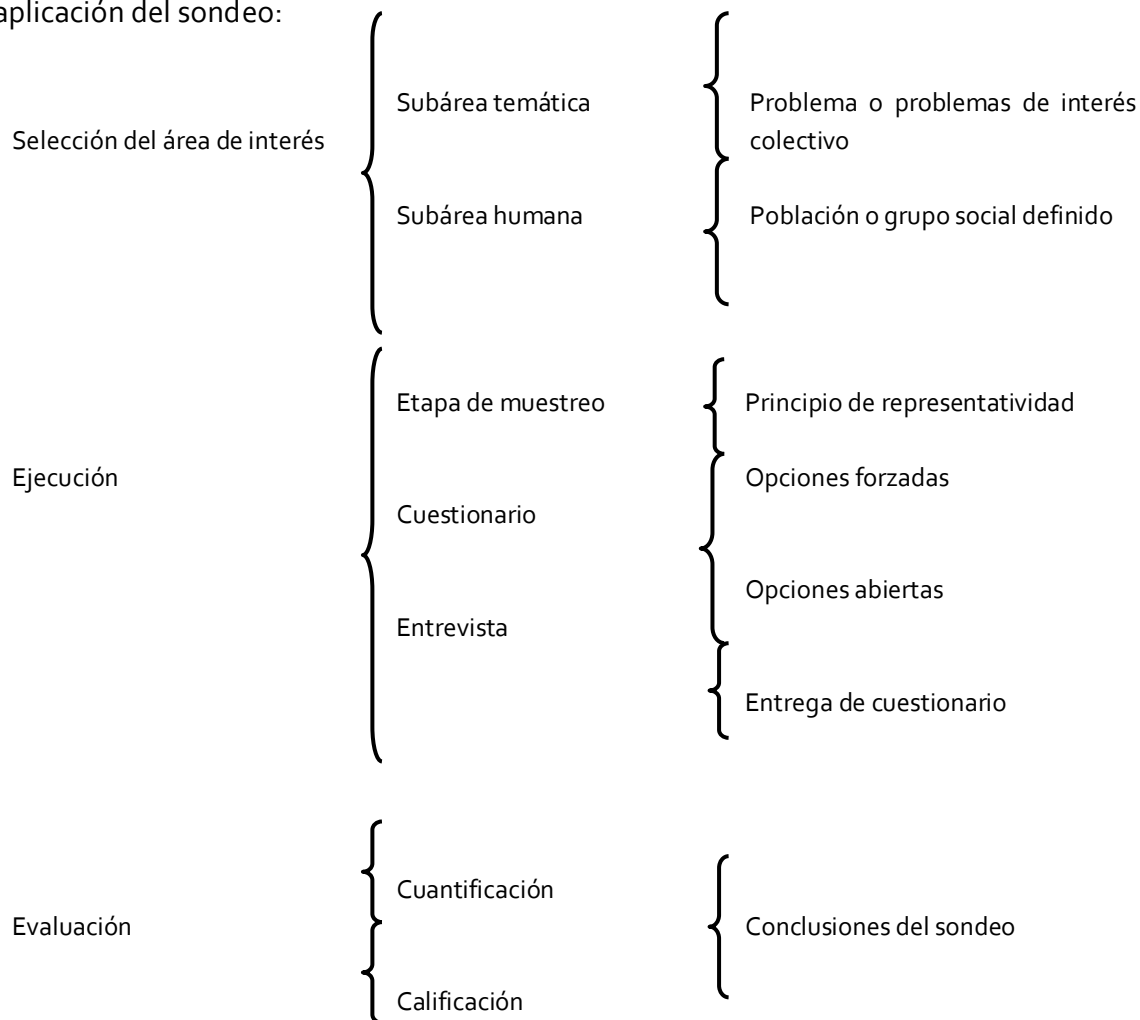 aplicación del sondeo:
Selección del área de interés
Subárea temática
Problema o problemas de interés
colectivo
Subárea humana
Población o grupo social definido
Ejecución
Etapa de muestreo
Principio de representatividad
Cuestionario
Opciones forzadas
Opciones abiertas
Entrevista
Entrega de cuestionario
Evaluación
Cuantificación
Calificación
Conclusiones del sondeo